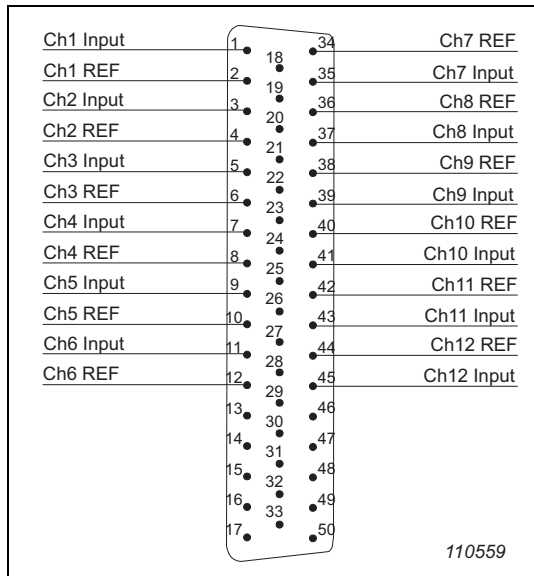 Ch1 Input 1 18 34 Ch7 REF
Ch1 REF 2 19 35 Ch7 Input
Ch2 Input 3 20 36 Ch8 REF
Ch2 REF 4 21 37 Ch8 Input
Ch3 Input 5 22 38 Ch9 REF
Ch3 REF 6 23 39 Ch9 Input
Ch4 Input 7 24 40 Ch10 REF
Ch4 REF 8 25 41 Ch10 Input
Ch5 Input 9 26 42 Ch11 REF
Ch5 REF 10 27 43 Ch11 Input
Ch6 Input 11 28 44 Ch12 REF
Ch6 REF 12 29 45 Ch12 Input
13 30 46
14 31 47
15 32 48
16 33 49
17 50
110559